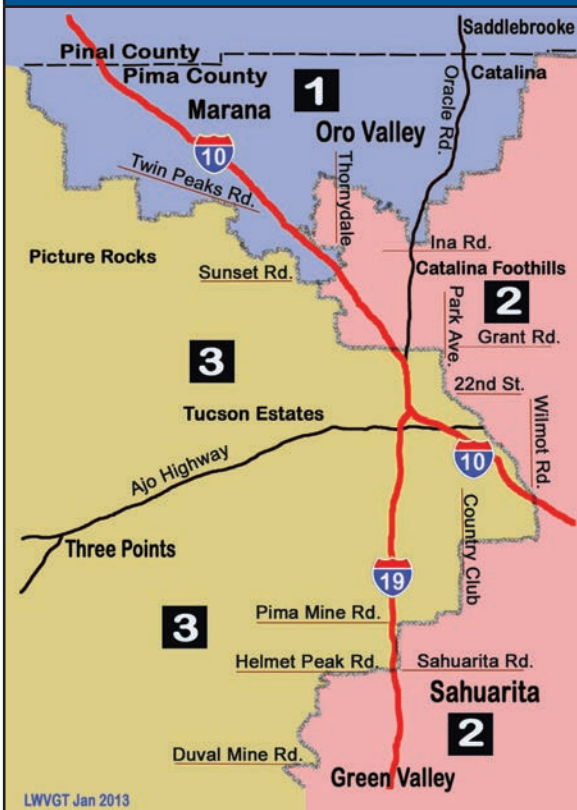 Saddlebrooke
Pinal County
Pima County
Catalina
1
Marana
Oro Valley
Oracle Rd.
10
Twin Peaks Rd.
Thornydale
Ina Rd.
Picture Rocks
Sunset Rd.
Catalina Foothills
2
Park Ave.
Grant Rd.
3
22nd St.
Tucson Estates
Wilmot Rd.
10
Ajo Highway
Country Club
Three Points
19
Pima Mine Rd.
3
Helmet Peak Rd.
Sahuarita Rd.
Sahuarita
2
Duval Mine Rd.
Green Valley
LWVGT Jan 2013